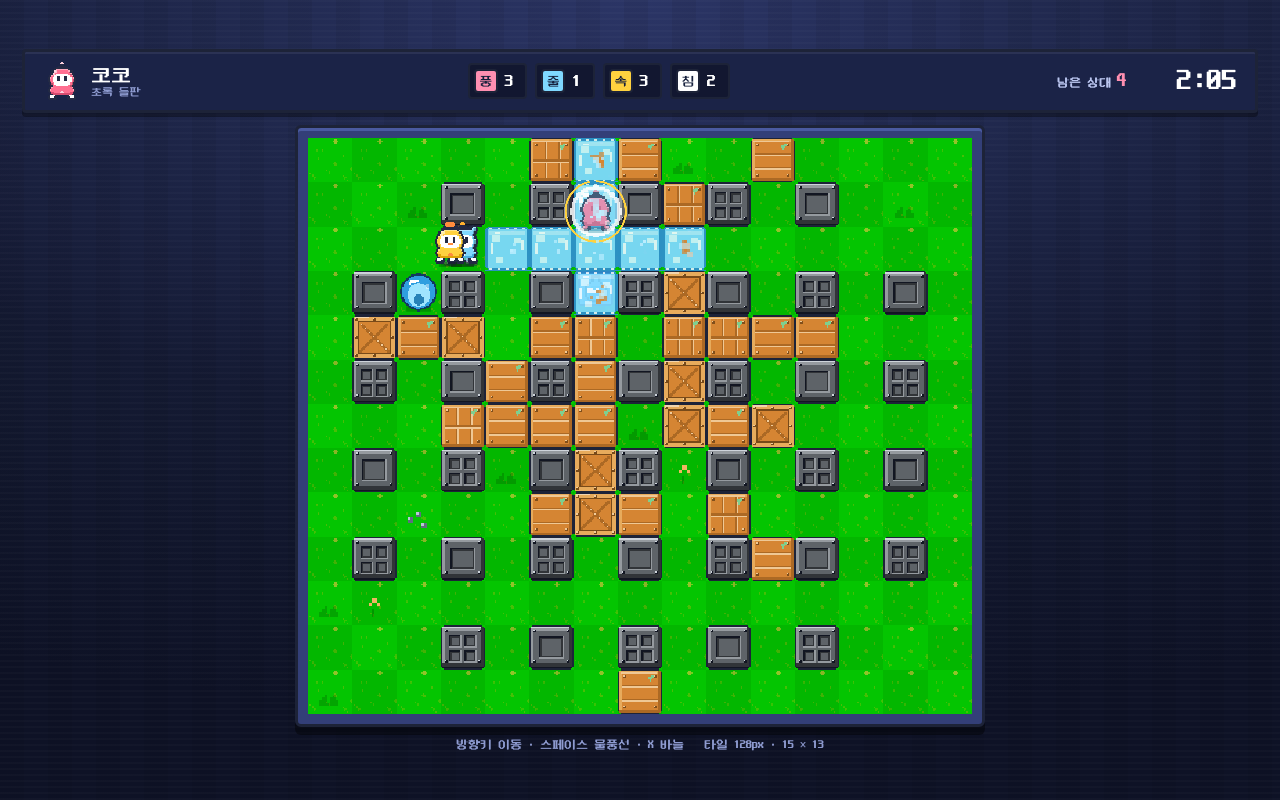 코코
초록 들판
풍 3
줄 1
속 3
침 2
남은 상대 4
2:05
방향키 이동 · 스페이스 물풍선 · X 바늘 타일 128px · 15 × 13